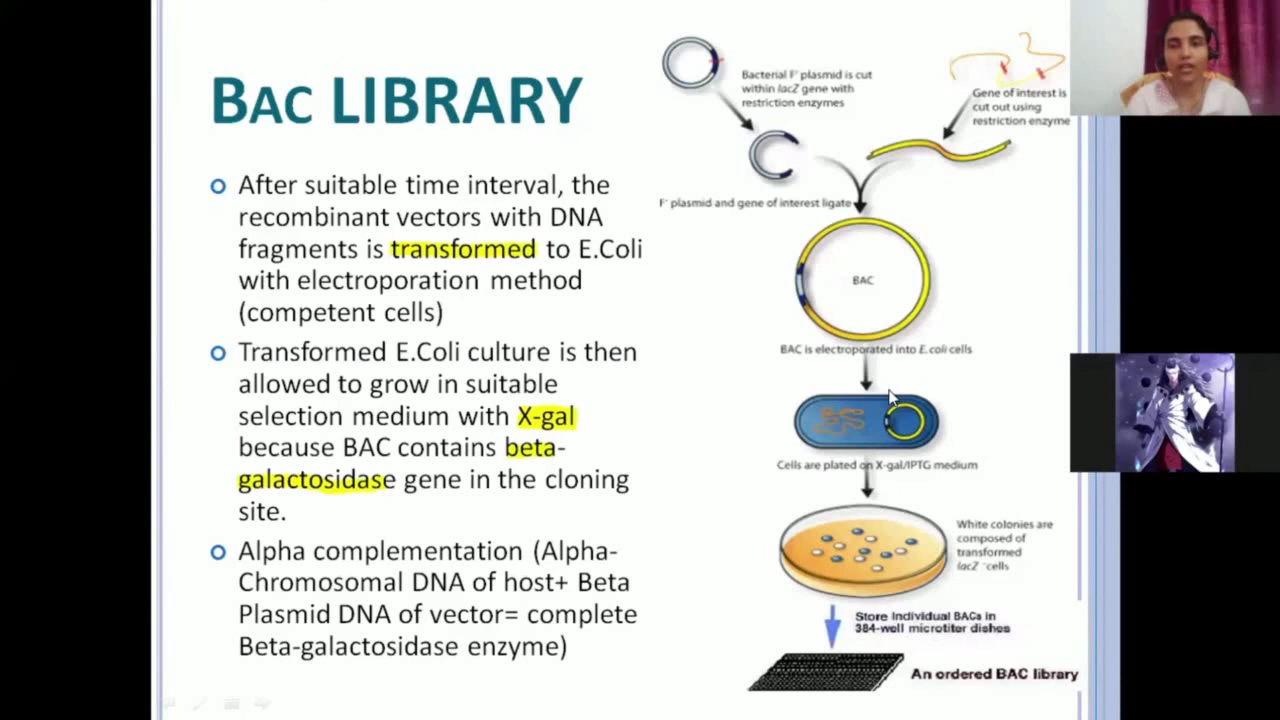 BAC LIBRARY
After suitable time interval, the
recombinant vectors with DNA
fragments is transformed to E.Coli
with electroporation method
(competent cells)
Transformed E.Coli culture is then
allowed to grow in suitable
selection medium with X-gal
because BAC contains beta-
galactosidase gene in the cloning
site.
Alpha complementation (Alpha-
Chromosomal DNA of host+ Beta
Plasmid DNA of vector= complete
Beta-galactosidase enzyme)
Bacterial F' plasmid is cut
within lacZ gene with
restriction enzymes
Gene of interest is
cut out using
restriction enzyme
F' plasmid and gene of interest ligate
BAC
BAC is electroporated into E. coli cells
Cells are plated on X-gal/IPTG medium
White colonies are
composed of
transformed
lacZ⁻ cells
Store Individual BACs in
384-well microtiter dishes
An ordered BAC library